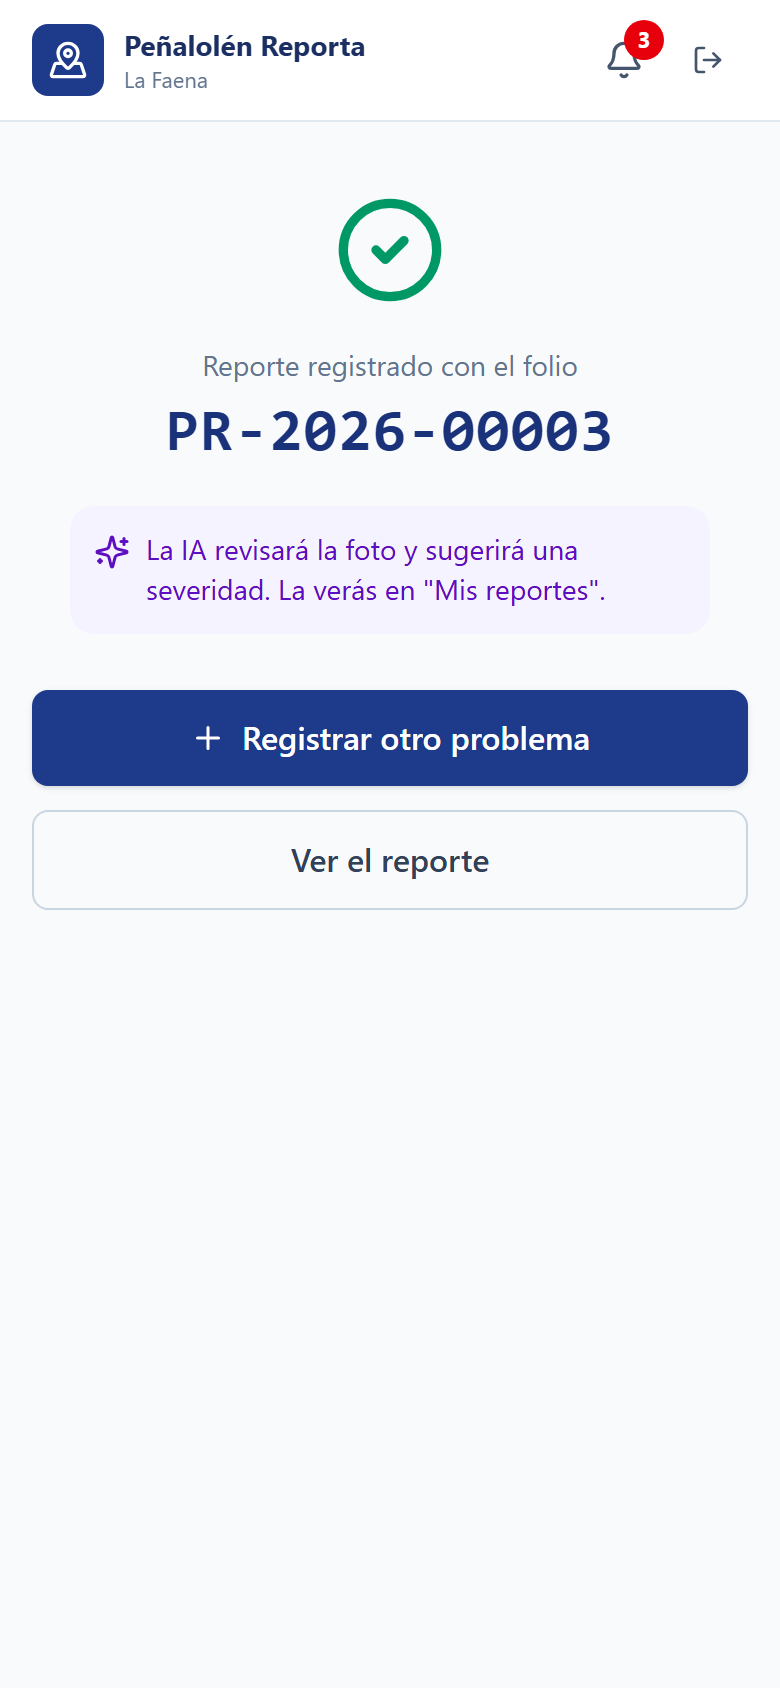 Peñalolén Reporta
La Faena
3
Reporte registrado con el folio
PR-2026-00003
La IA revisará la foto y sugerirá una
severidad. La verás en "Mis reportes".
Registrar otro problema
Ver el reporte